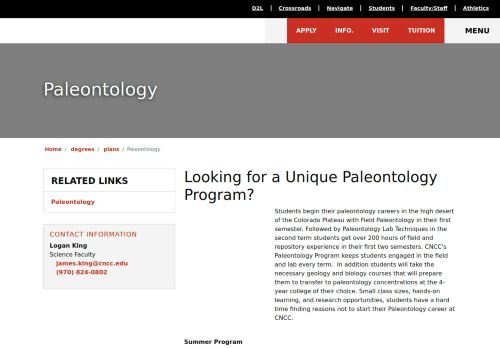 D2L | Crossroads | Navigate | Students | Faculty/Staff | Athletics
APPLY INFO. VISIT TUITION MENU
Paleontology
Home / degrees / plans / Paleontology
RELATED LINKS
Paleontology
CONTACT INFORMATION
Logan King
Science Faculty
james.king@cncc.edu
(970) 824-0802
Looking for a Unique Paleontology
Program?
Students begin their paleontology careers in the high desert
of the Colorado Plateau with Field Paleontology in their first
semester. Followed by Paleontology Lab Techniques in the
second term students get over 200 hours of field and
repository experience in their first two semesters. CNCC's
Paleontology Program keeps students engaged in the field
and lab every term.  In addition students will take the
necessary geology and biology courses that will prepare
them to transfer to paleontology concentrations at the 4-
year college of their choice. Small class sizes, hands-on
learning, and research opportunities, students have a hard
time finding reasons not to start their Paleontology career at
CNCC.
Summer Program